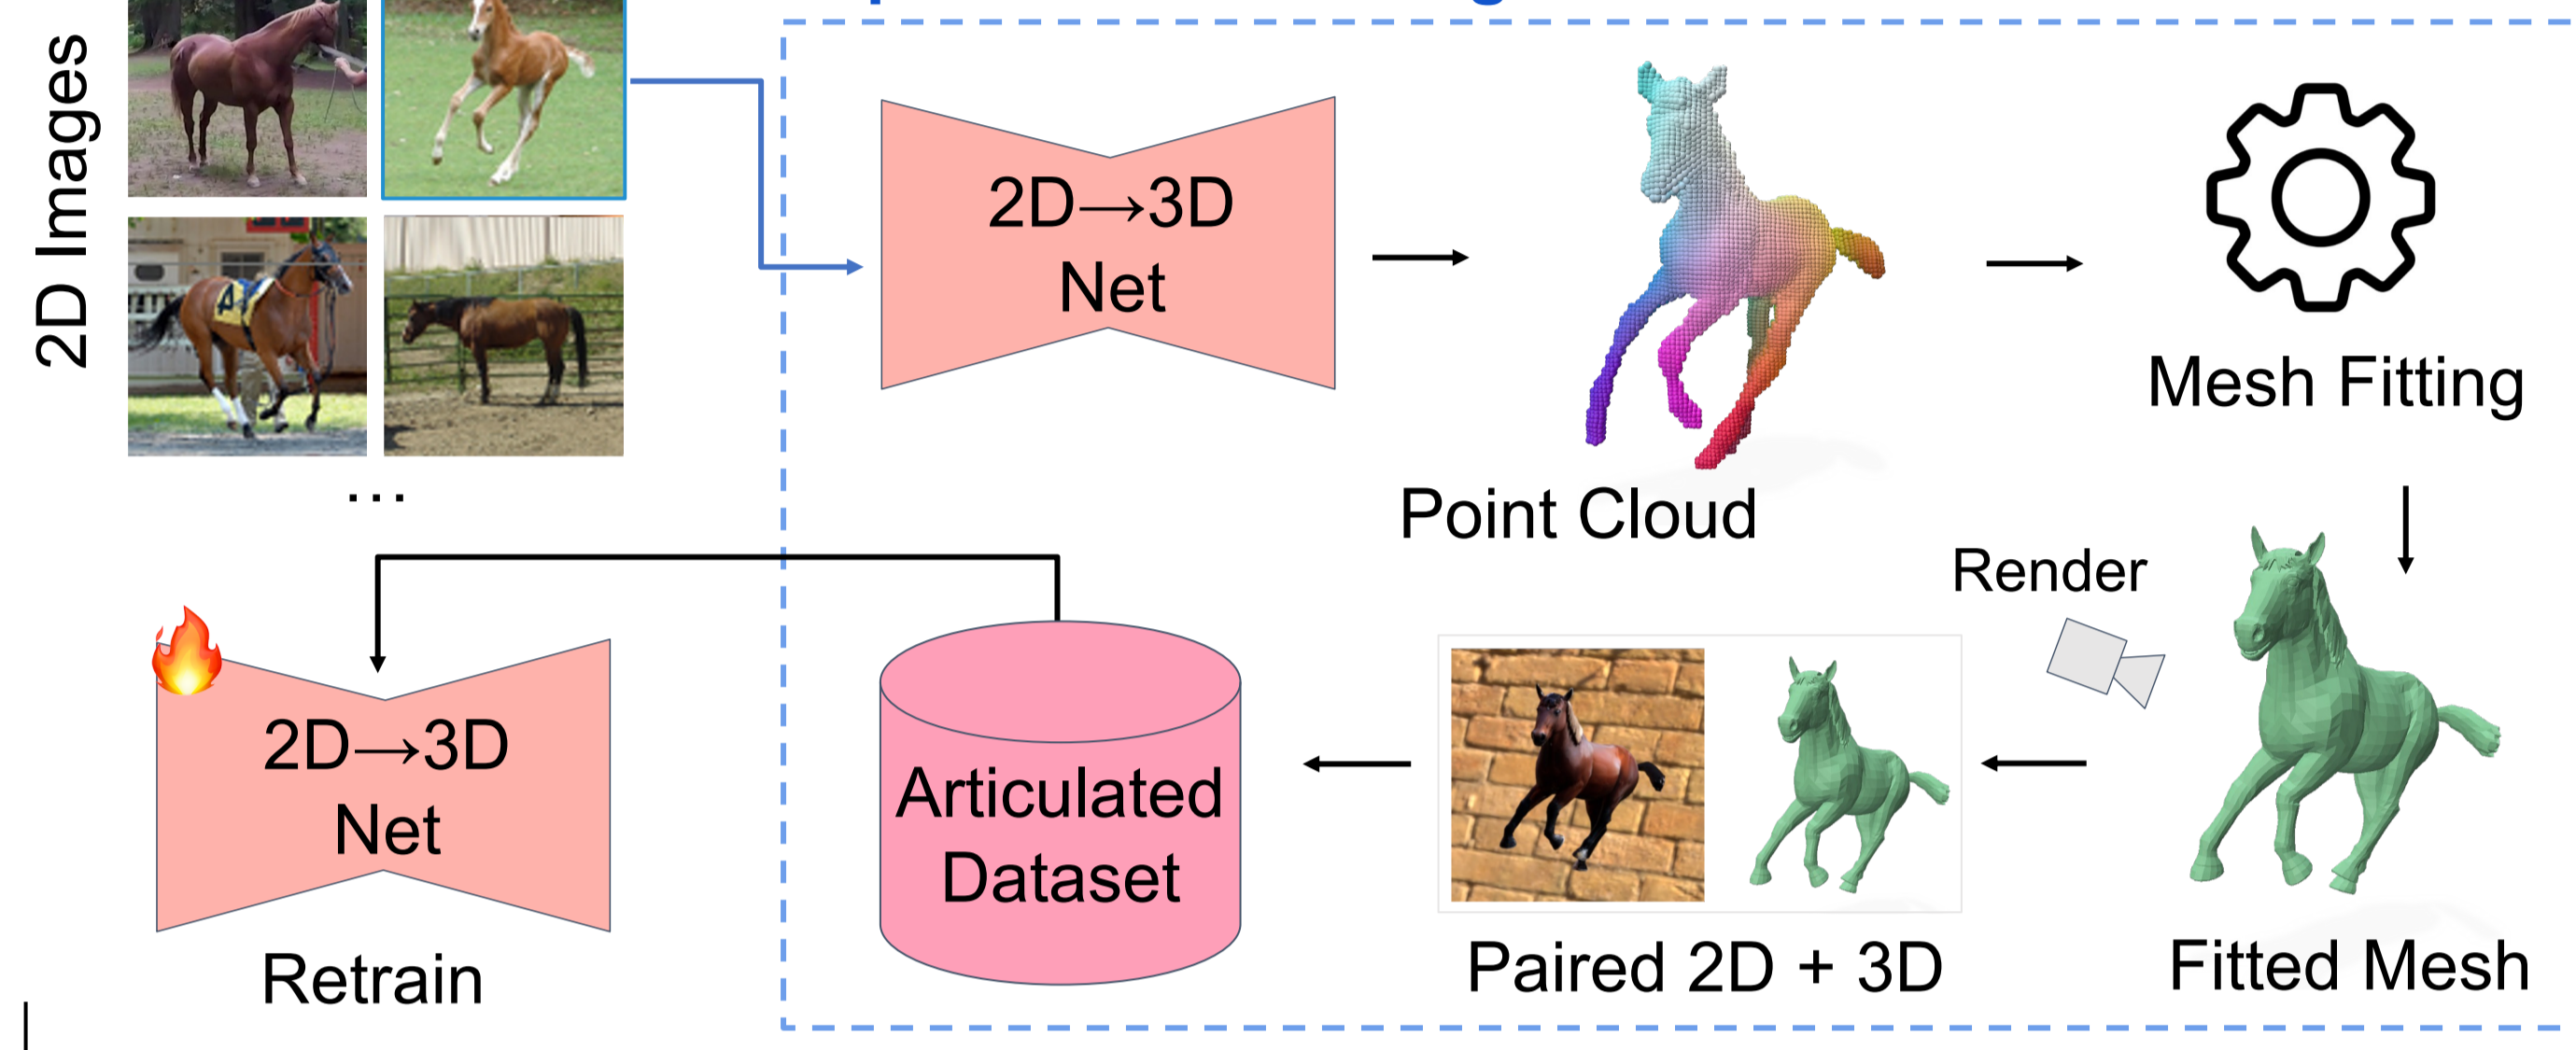 2D Images
2D→3D
Net
Point Cloud
Mesh Fitting
...
Render
2D→3D
Net
Retrain
Articulated
Dataset
Paired 2D + 3D
Fitted Mesh